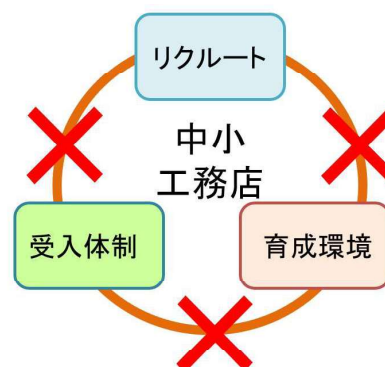 リクルート
中小
工務店
受入体制
育成環境